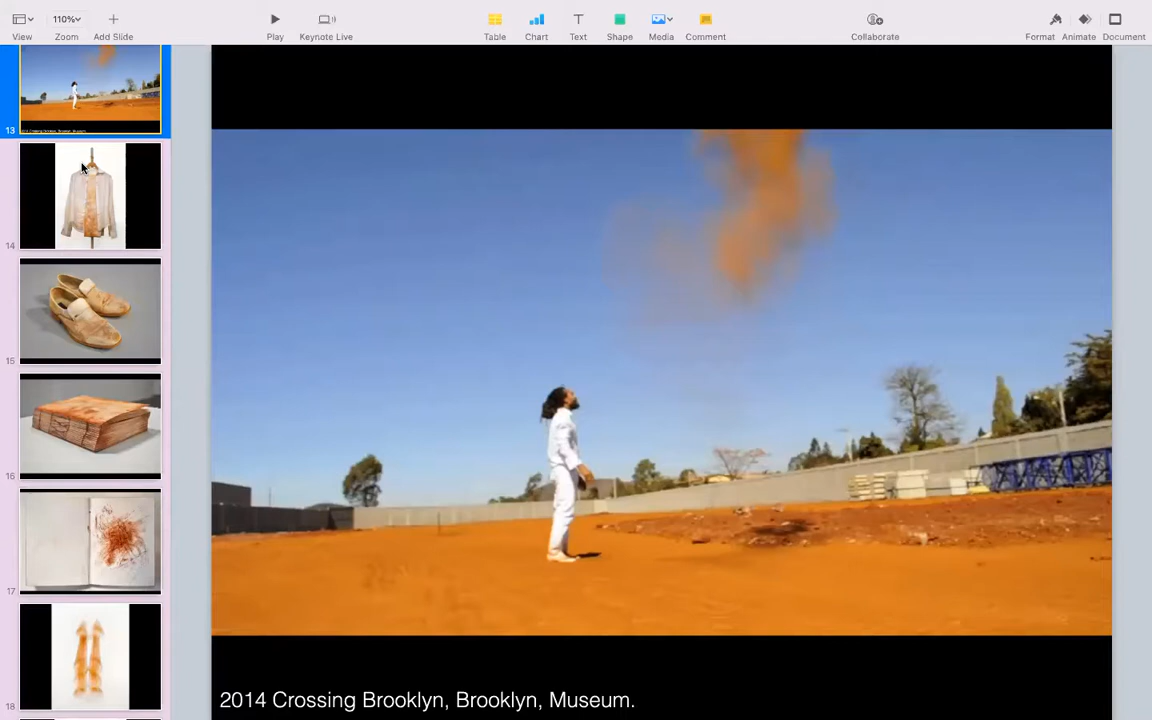 View
110%
Zoom
Add Slide
Play
Keynote Live
Table
Chart
Text
Shape
Media
Comment
Collaborate
Format
Animate
Document
13
14
15
16
17
18
2014 Crossing Brooklyn, Brooklyn, Museum.